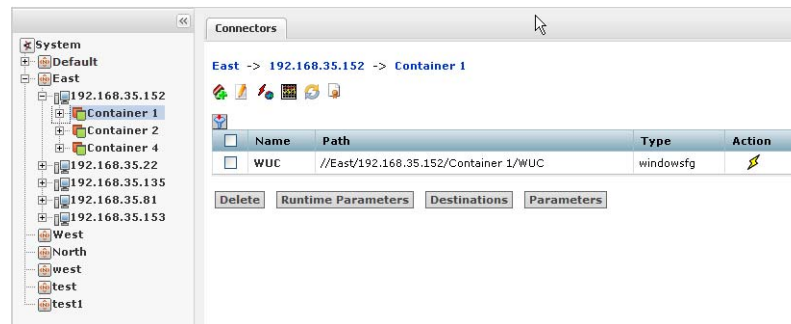 System
Default
East
192.168.35.152
Container 1
Container 2
Container 4
192.168.35.22
192.168.35.135
192.168.35.81
192.168.35.153
West
North
west
test
test1
Connectors
East -> 192.168.35.152 -> Container 1
Name Path Type Action
WUC //East/192.168.35.152/Container 1/WUC windowsfg
Delete Runtime Parameters Destinations Parameters